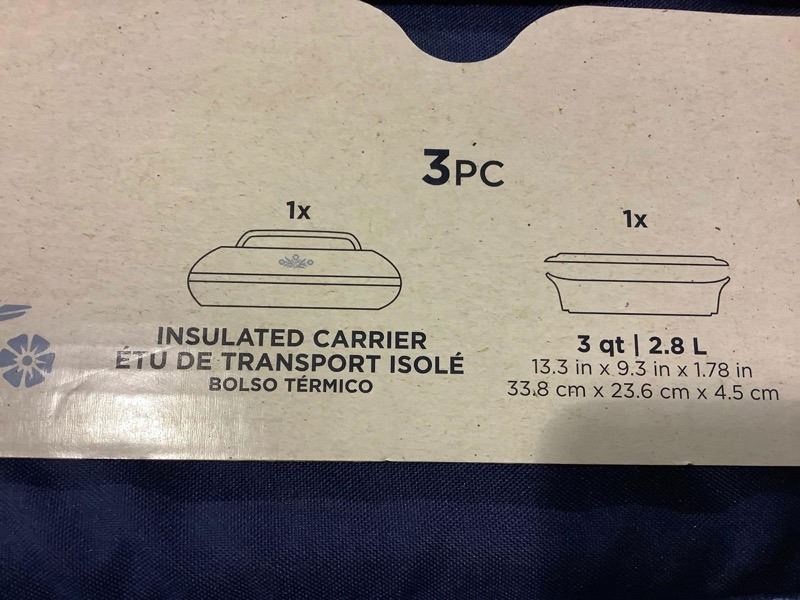 3PC
1x
INSULATED CARRIER
ÉTU DE TRANSPORT ISOLÉ
BOLSO TÉRMICO
1x
3 qt | 2.8 L
13.3 in x 9.3 in x 1.78 in
33.8 cm x 23.6 cm x 4.5 cm